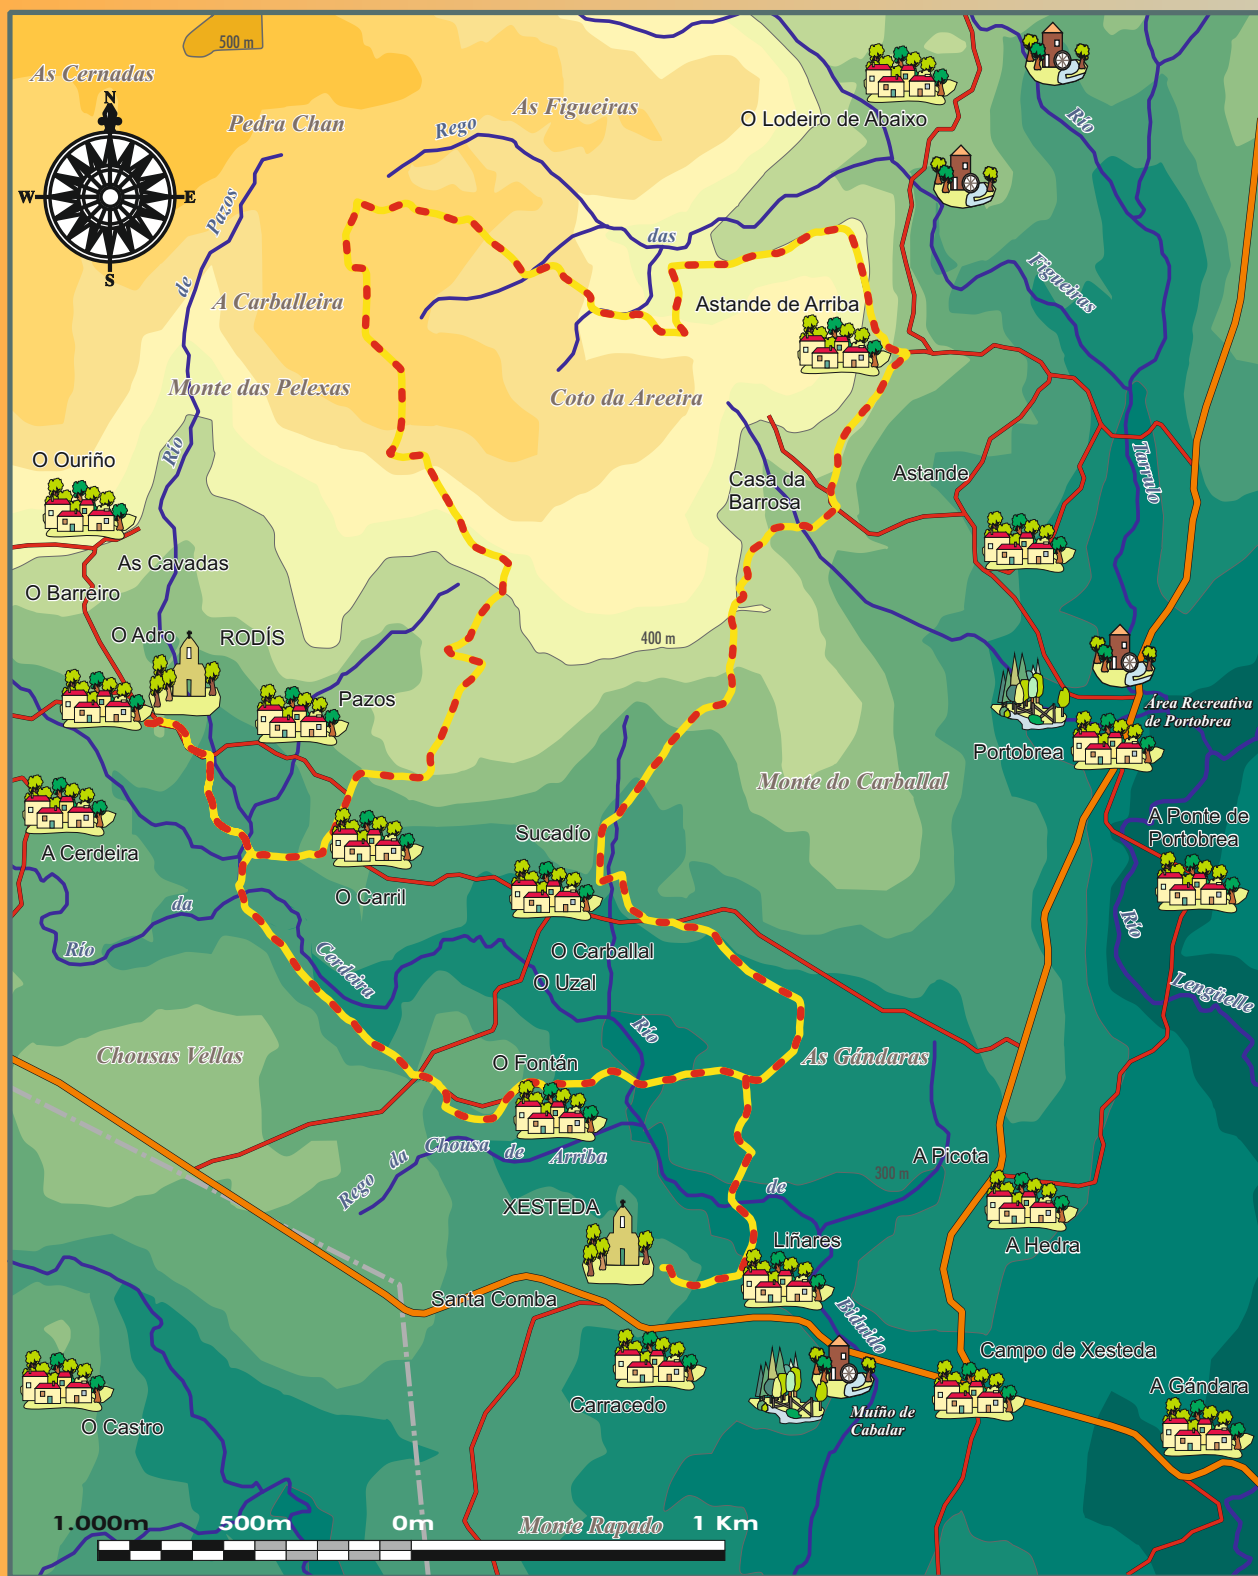 500 m
As Cernadas
N
W
E
S
Pedra Chan
As Figueiras
Rego
O Lodeiro de Abaixo
Río
Pazos
das
de
Figueiras
A Carballeira
Astande de Arriba
Monte das Pelexas
Coto da Areeira
Río
O Ouriño
Casa da
Barrosa
Astande
Tarrulo
As Cavadas
O Barreiro
O Adro
RODÍS
400 m
Pazos
Área Recreativa
de Portobrea
Portobrea
Monte do Carballal
A Ponte de
Portobrea
Sucadío
A Cerdeira
O Carril
da
Río
Río
O Carballal
Cerdeira
O Uzal
Lengüelle
Río
Chousas Vellas
O Fontán
As Gándaras
Rego
da
Chousa
de
Arriba
A Picota
300 m
de
XESTEDA
Liñares
A Hedra
Santa Comba
Biduido
Campo de Xesteda
A Gándara
Carracedo
Muíño de
Cabalar
O Castro
1.000m
500m
0m
Monte Rapado
1 Km